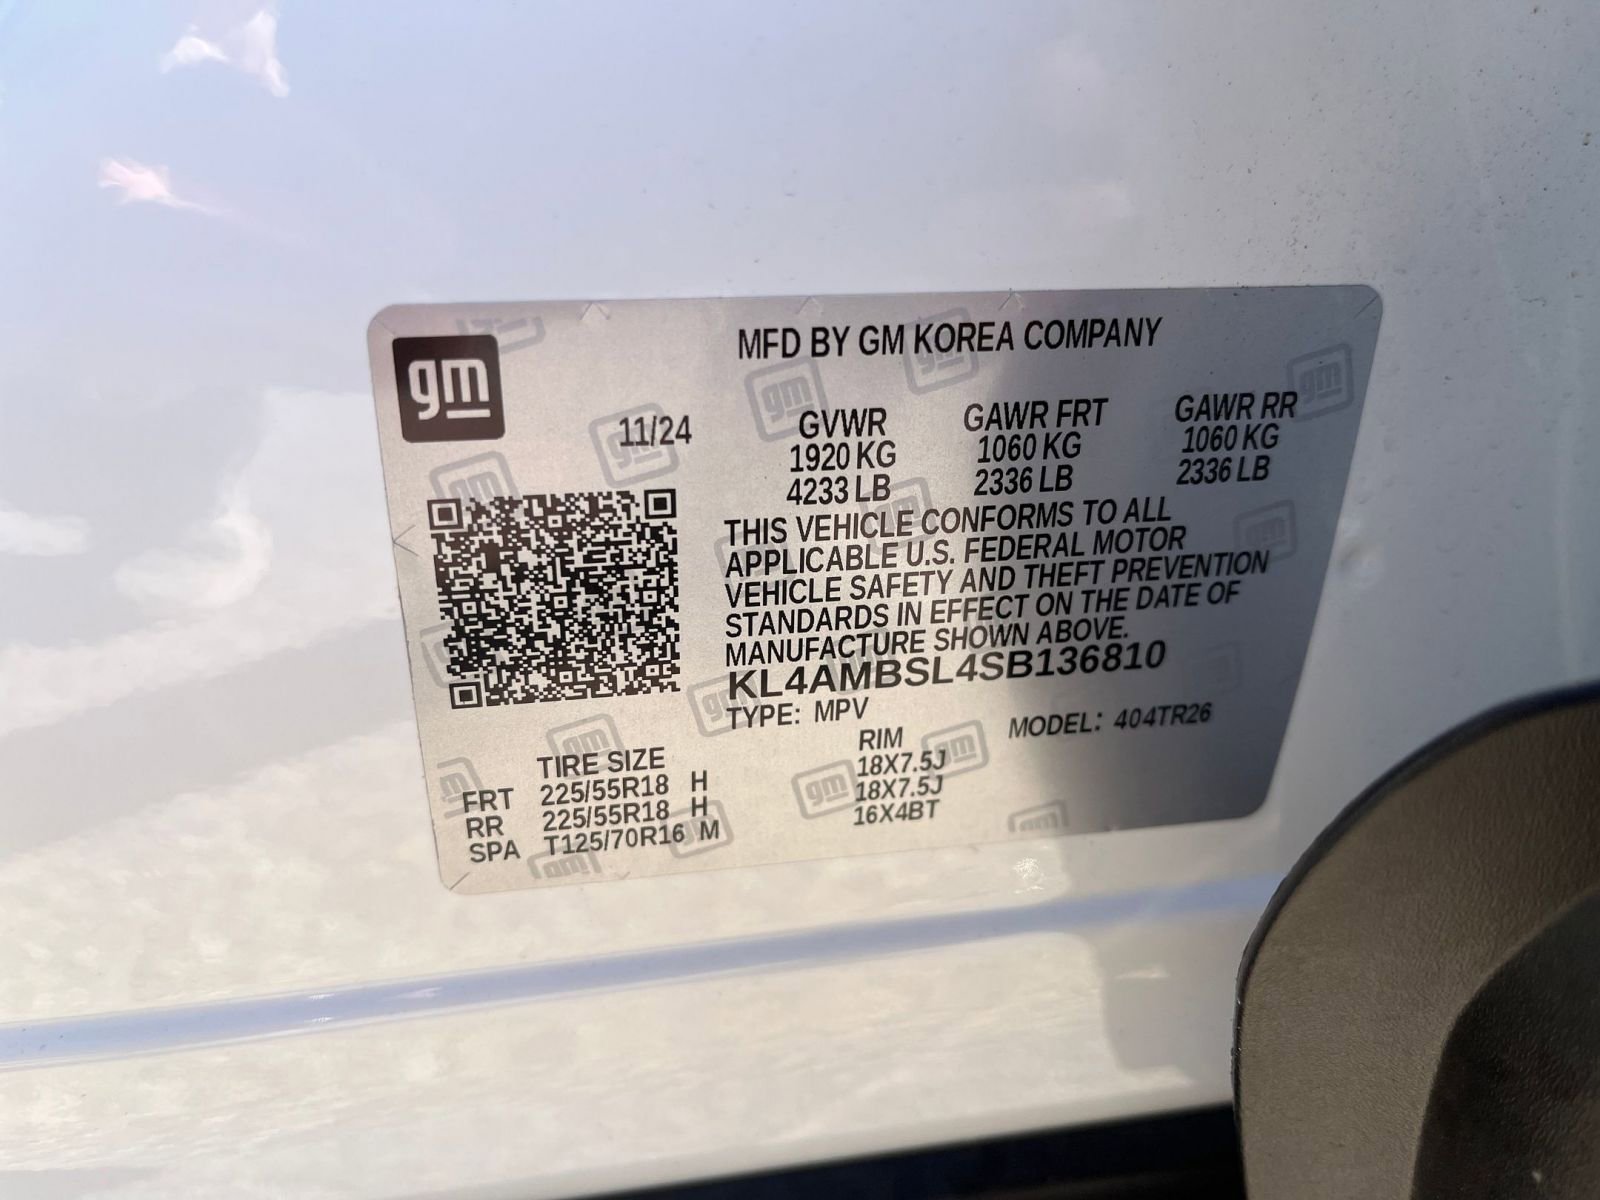 gm
MFD BY GM KOREA COMPANY
11/24
GVWR GAWR FRT GAWR RR
1920 KG 1060 KG 1060 KG
4233 LB 2336 LB 2336 LB
THIS VEHICLE CONFORMS TO ALL
APPLICABLE U.S. FEDERAL MOTOR
VEHICLE SAFETY AND THEFT PREVENTION
STANDARDS IN EFFECT ON THE DATE OF
MANUFACTURE SHOWN ABOVE.
KL4AMBSL4SB136810
TYPE: MPV MODEL: 404TR26
TIRE SIZE RIM
FRT 225/55R18 H 18X7.5J
RR 225/55R18 H 18X7.5J
SPA T125/70R16 M 16X4BT